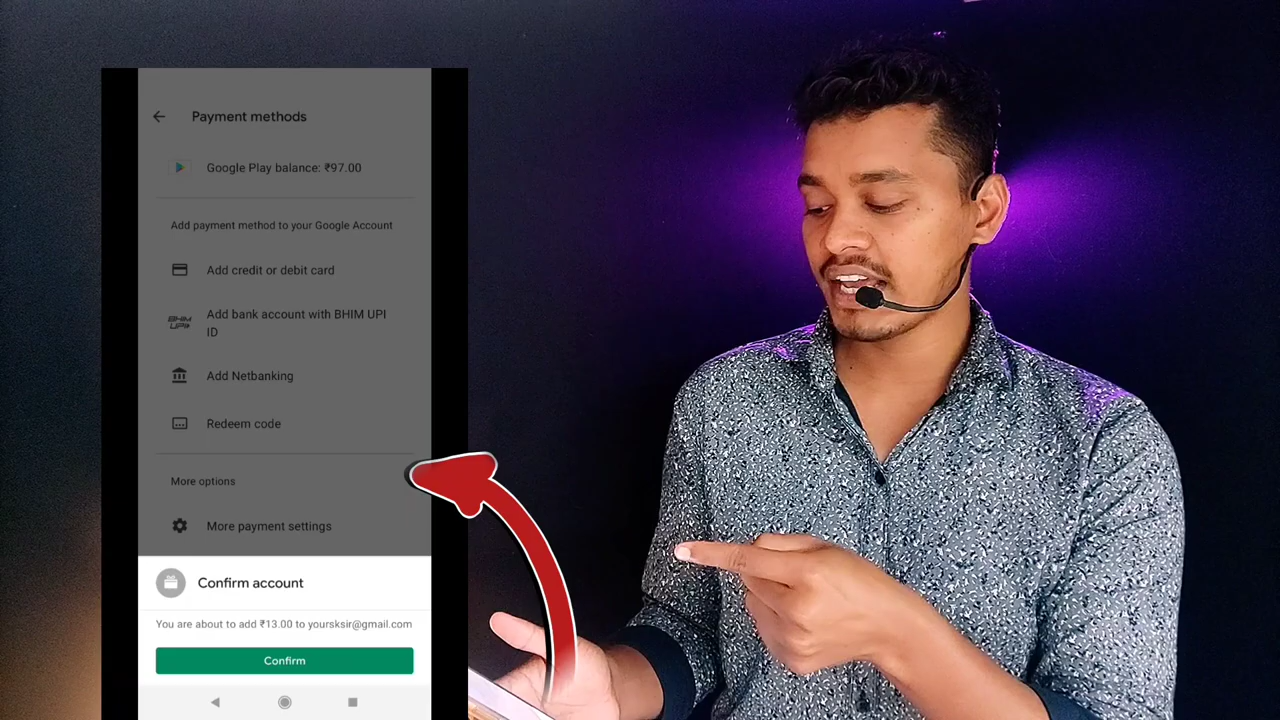 Payment methods
Google Play balance: ₹97.00
Add payment method to your Google Account
Add credit or debit card
BHIM
UPI
Add bank account with BHIM UPI
ID
Add Netbanking
Redeem code
More options
More payment settings
Confirm account
You are about to add ₹13.00 to yoursksir@gmail.com
Confirm